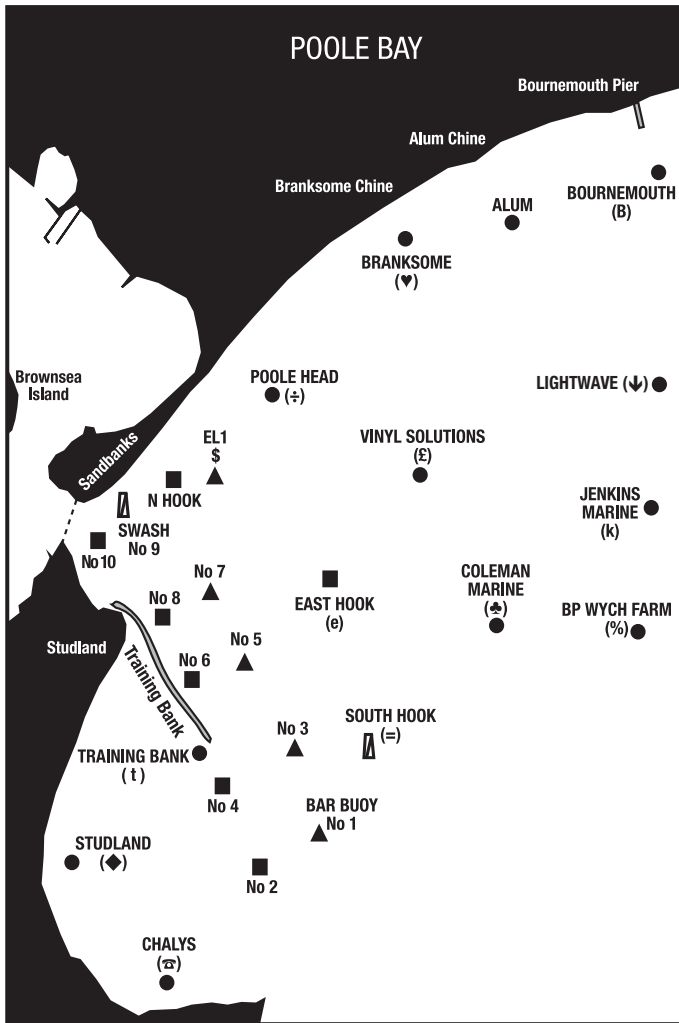 POOLE BAY
Bournemouth Pier
Alum Chine
Branksome Chine
BOURNEMOUTH
(B)
ALUM
BRANKSOME
(♥)
Brownsea
Island
POOLE HEAD
(÷)
LIGHTWAVE (🡻)
EL1
$
VINYL SOLUTIONS
(£)
Sandbanks
N HOOK
JENKINS
MARINE
(k)
SWASH
No 9
No 10
No 7
COLEMAN
MARINE
(♣)
No 8
EAST HOOK
(e)
BP WYCH FARM
(%)
Studland
No 5
Training Bank
No 6
SOUTH HOOK
(=)
No 3
TRAINING BANK
( t )
No 4
BAR BUOY
No 1
STUDLAND
(◆)
No 2
CHALYS
(☎)